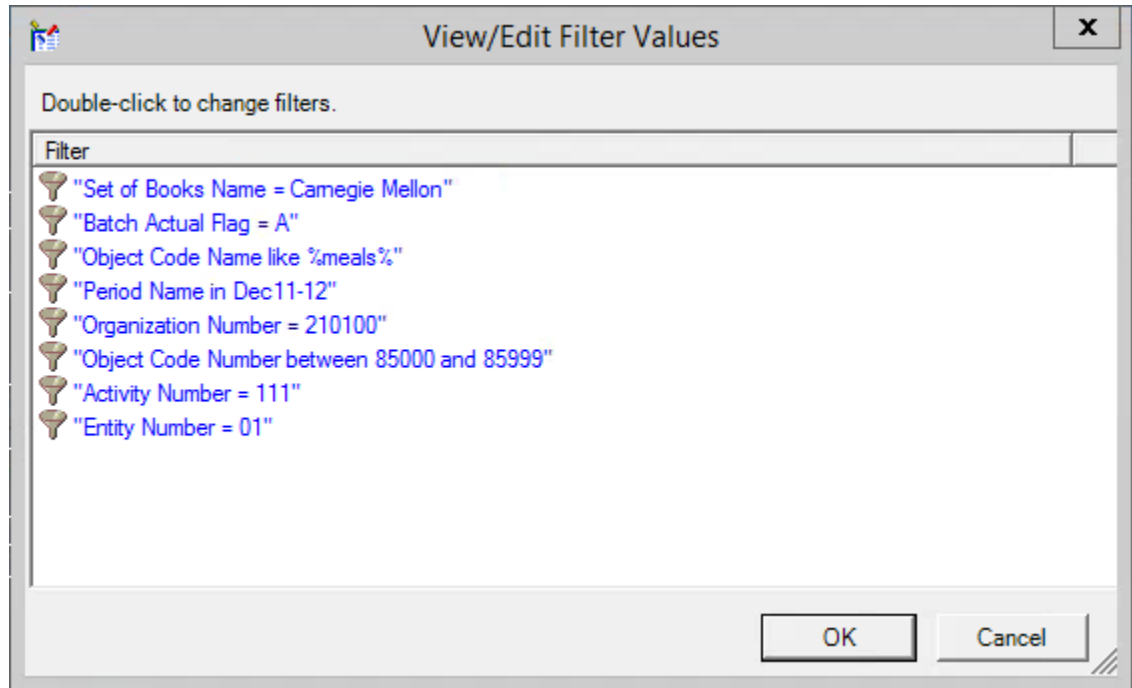 View/Edit Filter Values
x
Double-click to change filters.
Filter
"Set of Books Name = Carnegie Mellon"
"Batch Actual Flag = A"
"Object Code Name like %meals%"
"Period Name in Dec11-12"
"Organization Number = 210100"
"Object Code Number between 85000 and 85999"
"Activity Number = 111"
"Entity Number = 01"
OK Cancel